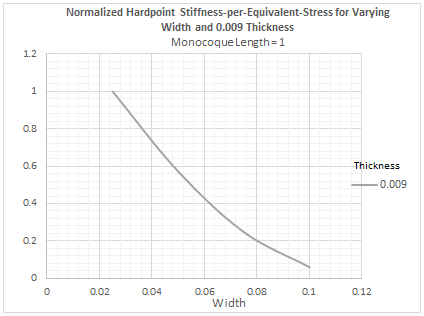 Normalized Hardpoint Stiffness-per-Equivalent-Stress for Varying
Width and 0.009 Thickness
Monocoque Length = 1
1.2
1
0.8
0.6
0.4
0.2
0
0 0.02 0.04 0.06 0.08 0.1 0.12
Width
Thickness
0.009